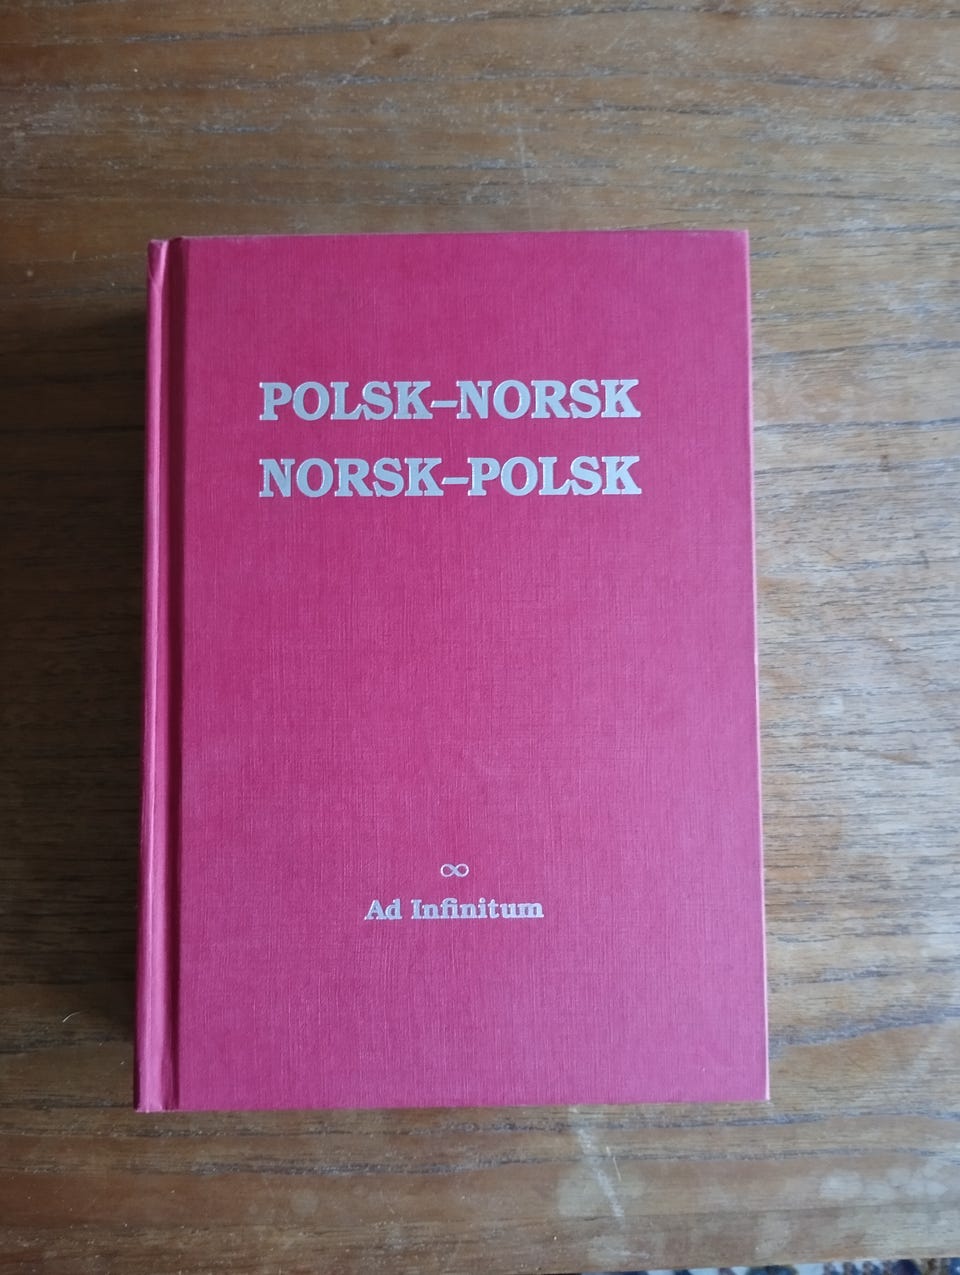 POLSK–NORSK
NORSK–POLSK
∞
Ad Infinitum